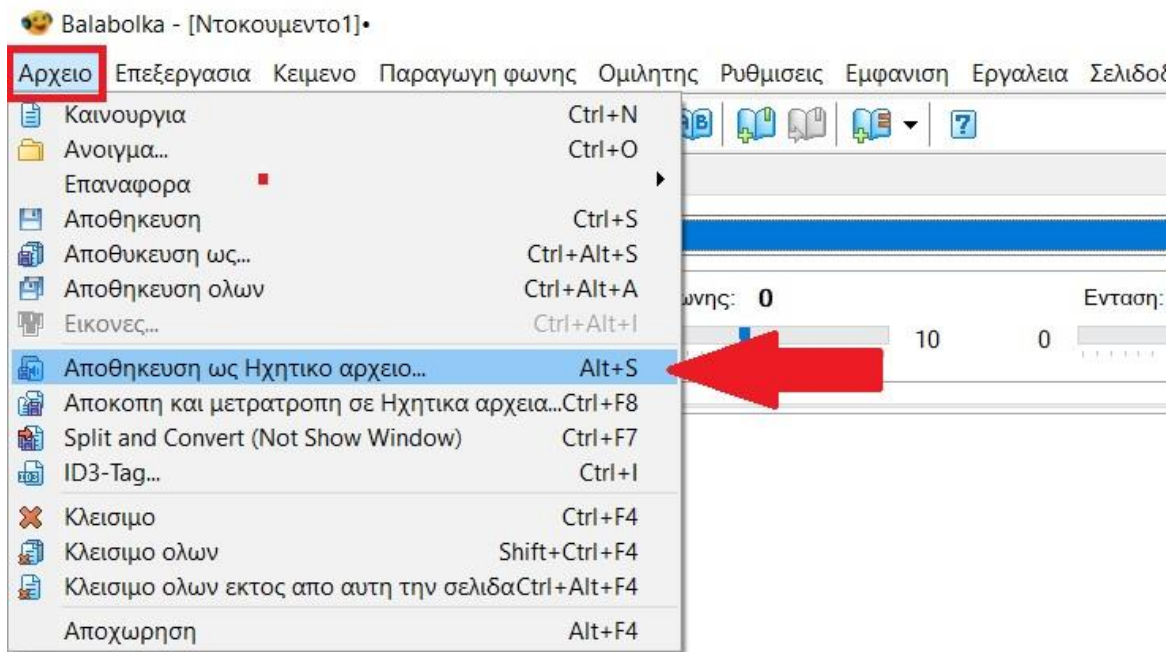 Balabolka - [Ντοκουμεντο1]•
Αρχειο Επεξεργασια Κειμενο Παραγωγη φωνης Ομιλητης Ρυθμισεις Εμφανιση Εργαλεια
Καινουργια Ctrl+N
Ανοιγμα... Ctrl+O
Επαναφορα
Αποθηκευση Ctrl+S
Αποθυκευση ως... Ctrl+Alt+S
Αποθηκευση ολων Ctrl+Alt+A
Εικονες... Ctrl+Alt+I
ωνης: 0 Ενταση:
10 0
Αποθηκευση ως Ηχητικο αρχειο... Alt+S
Αποκοπη και μετρατροπη σε Ηχητικα αρχεια...Ctrl+F8
Split and Convert (Not Show Window) Ctrl+F7
ID3-Tag... Ctrl+I
Κλεισιμο Ctrl+F4
Κλεισιμο ολων Shift+Ctrl+F4
Κλεισιμο ολων εκτος απο αυτη την σελιδαCtrl+Alt+F4
Αποχωρηση Alt+F4